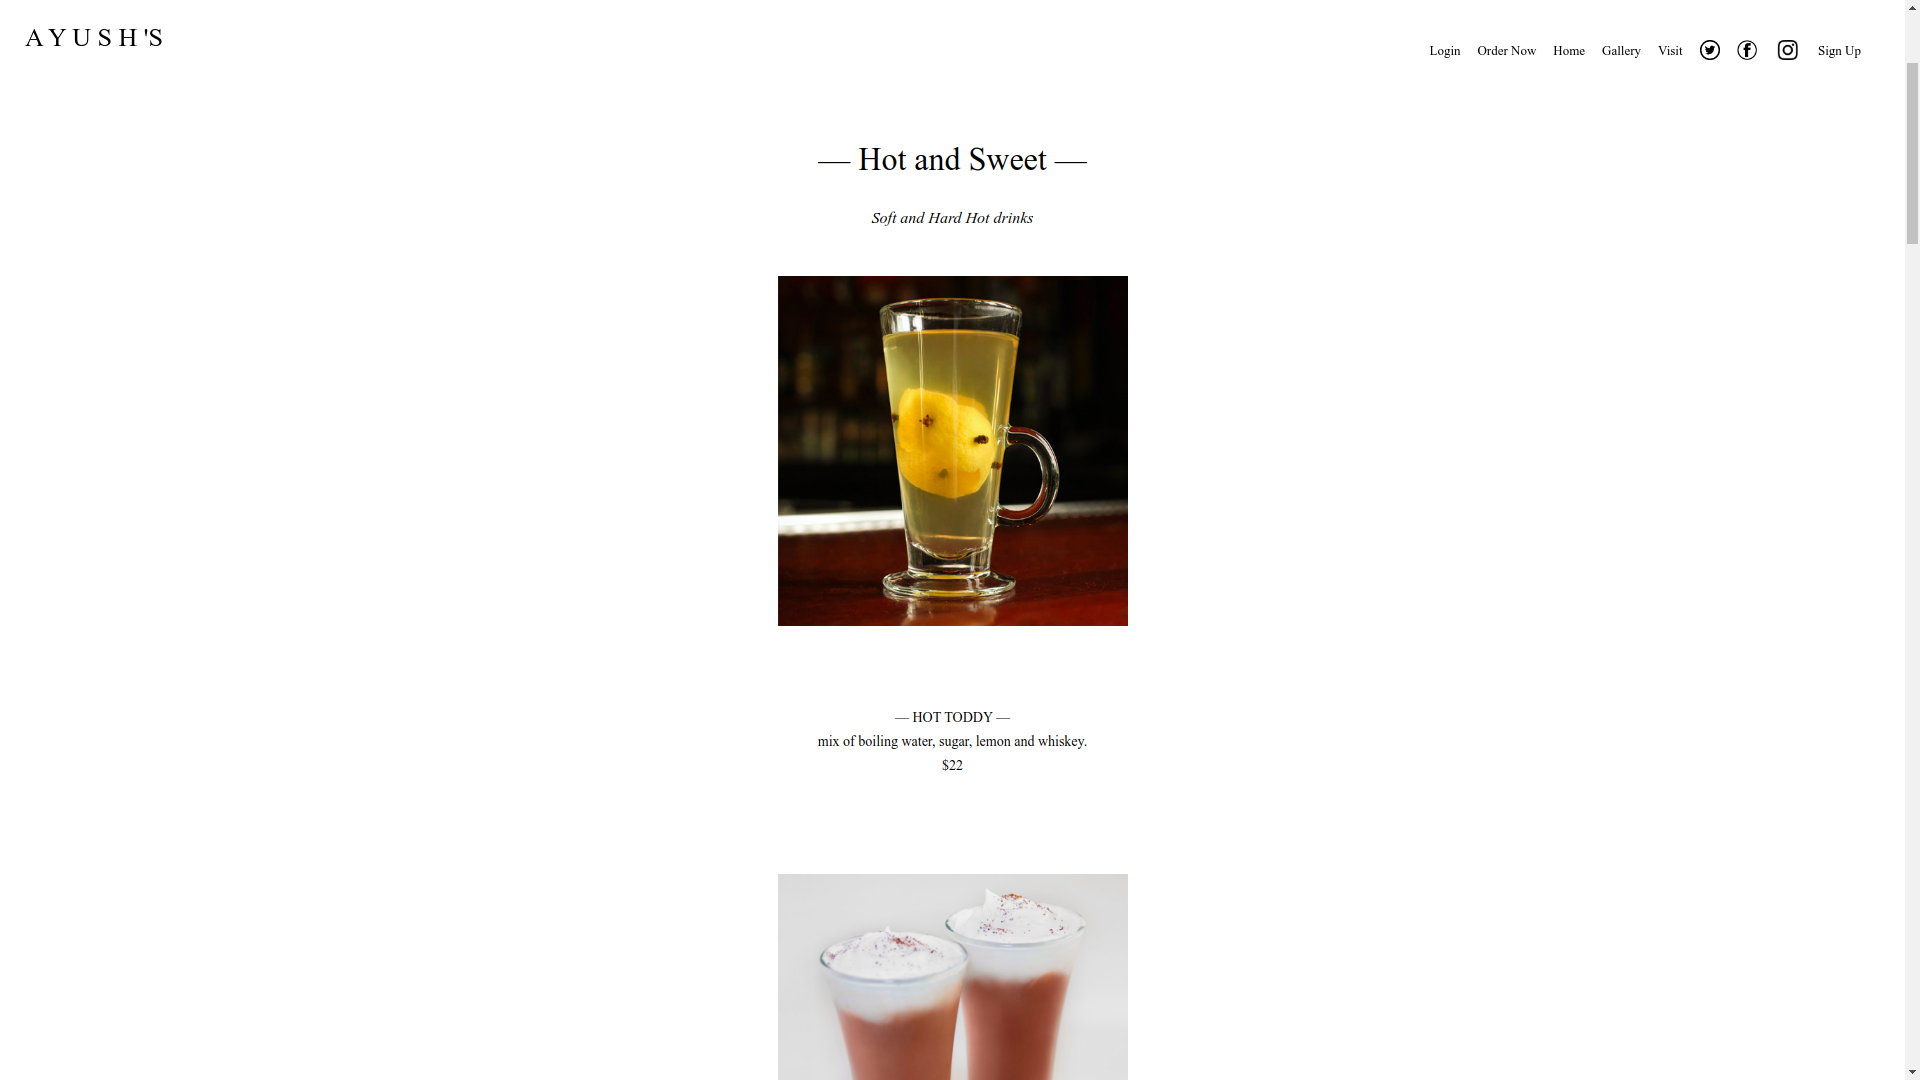 AYUSH'S
Login Order Now Home Gallery Visit Sign Up
— Hot and Sweet —
Soft and Hard Hot drinks
— HOT TODDY —
mix of boiling water, sugar, lemon and whiskey.
$22